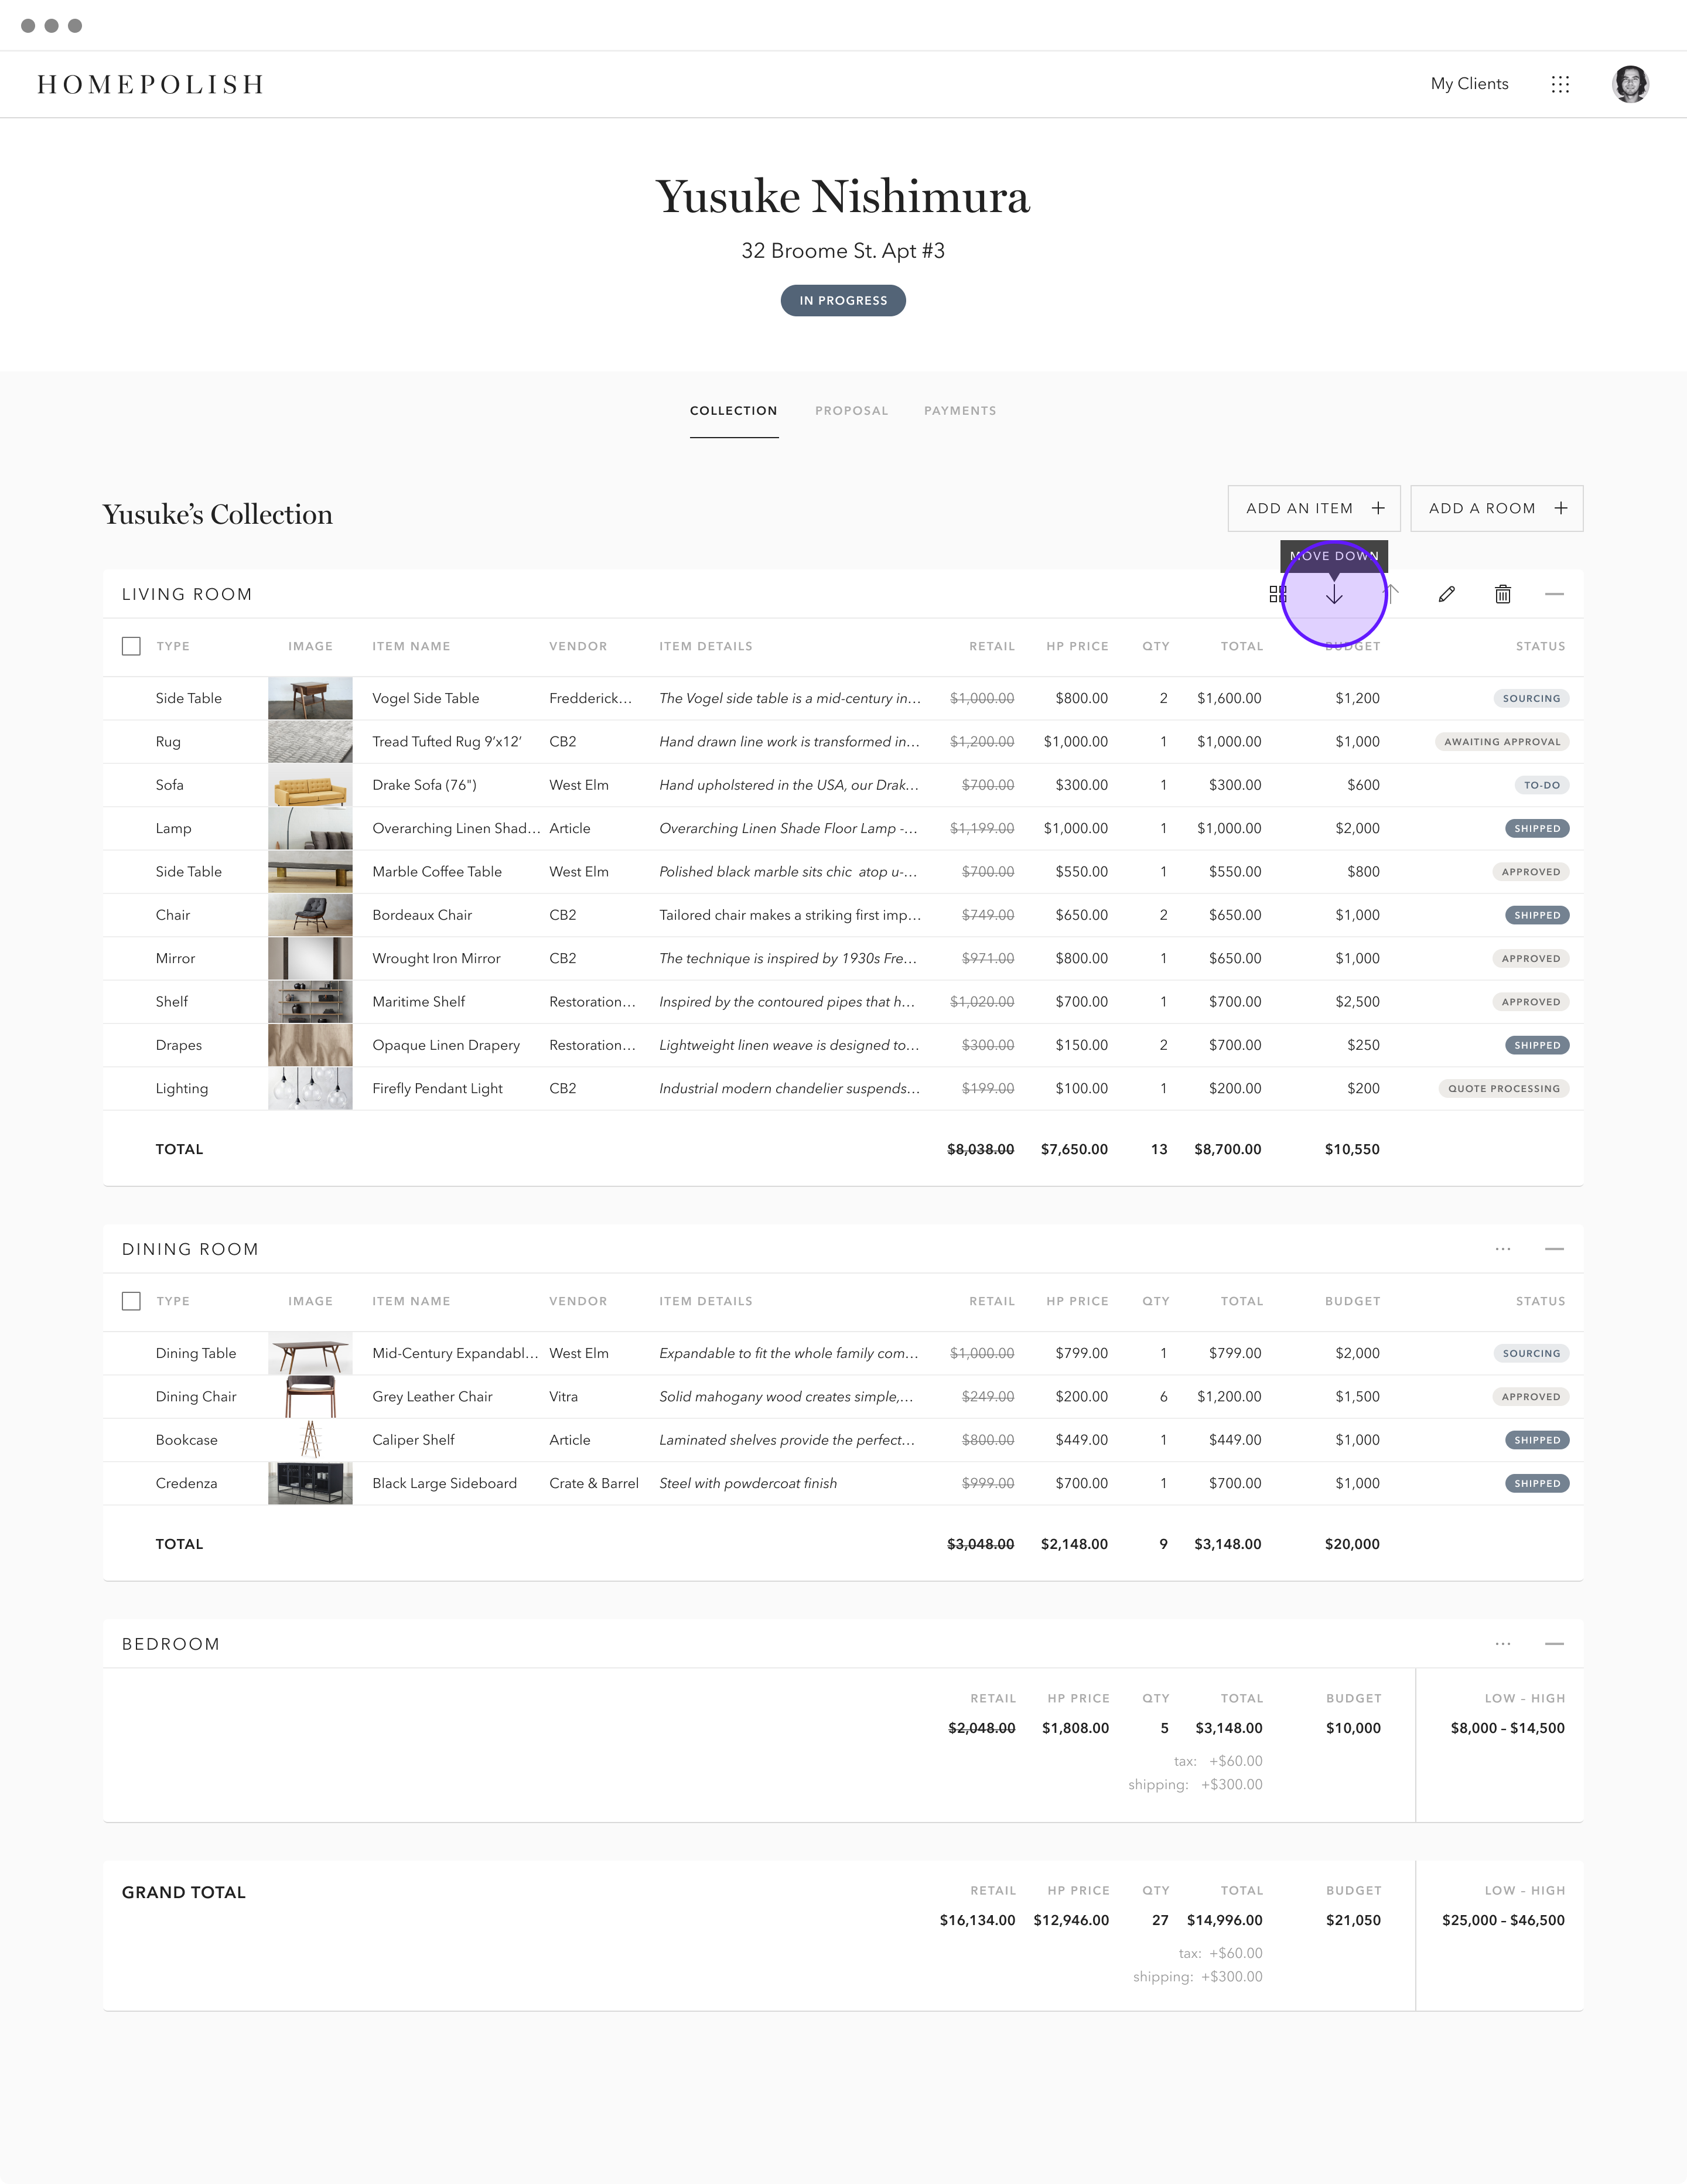 HOMEPOLISH
My Clients
Yusuke Nishimura
32 Broome St. Apt #3
IN PROGRESS
COLLECTION PROPOSAL PAYMENTS
Yusuke’s Collection
ADD AN ITEM + ADD A ROOM +
MOVE DOWN
LIVING ROOM
TYPE IMAGE ITEM NAME VENDOR ITEM DETAILS RETAIL HP PRICE QTY TOTAL BUDGET STATUS
Side Table Vogel Side Table Fredderick… The Vogel side table is a mid-century in… $1,000.00 $800.00 2 $1,600.00 $1,200 SOURCING
Rug Tread Tufted Rug 9’x12’ CB2 Hand drawn line work is transformed in… $1,200.00 $1,000.00 1 $1,000.00 $1,000 AWAITING APPROVAL
Sofa Drake Sofa (76") West Elm Hand upholstered in the USA, our Drak… $700.00 $300.00 1 $300.00 $600 TO-DO
Lamp Overarching Linen Shad… Article Overarching Linen Shade Floor Lamp -… $1,199.00 $1,000.00 1 $1,000.00 $2,000 SHIPPED
Side Table Marble Coffee Table West Elm Polished black marble sits chic atop u-… $700.00 $550.00 1 $550.00 $800 APPROVED
Chair Bordeaux Chair CB2 Tailored chair makes a striking first imp… $749.00 $650.00 2 $650.00 $1,000 SHIPPED
Mirror Wrought Iron Mirror CB2 The technique is inspired by 1930s Fre… $971.00 $800.00 1 $650.00 $1,000 APPROVED
Shelf Maritime Shelf Restoration… Inspired by the contoured pipes that h… $1,020.00 $700.00 1 $700.00 $2,500 APPROVED
Drapes Opaque Linen Drapery Restoration… Lightweight linen weave is designed to… $300.00 $150.00 2 $700.00 $250 SHIPPED
Lighting Firefly Pendant Light CB2 Industrial modern chandelier suspends… $199.00 $100.00 1 $200.00 $200 QUOTE PROCESSING
TOTAL $8,038.00 $7,650.00 13 $8,700.00 $10,550
DINING ROOM
TYPE IMAGE ITEM NAME VENDOR ITEM DETAILS RETAIL HP PRICE QTY TOTAL BUDGET STATUS
Dining Table Mid-Century Expandabl… West Elm Expandable to fit the whole family com… $1,000.00 $799.00 1 $799.00 $2,000 SOURCING
Dining Chair Grey Leather Chair Vitra Solid mahogany wood creates simple,… $249.00 $200.00 6 $1,200.00 $1,500 APPROVED
Bookcase Caliper Shelf Article Laminated shelves provide the perfect… $800.00 $449.00 1 $449.00 $1,000 SHIPPED
Credenza Black Large Sideboard Crate & Barrel Steel with powdercoat finish $999.00 $700.00 1 $700.00 $1,000 SHIPPED
TOTAL $3,048.00 $2,148.00 9 $3,148.00 $20,000
BEDROOM
RETAIL HP PRICE QTY TOTAL BUDGET LOW – HIGH
$2,048.00 $1,808.00 5 $3,148.00 $10,000 $8,000 – $14,500
tax: +$60.00
shipping: +$300.00
GRAND TOTAL RETAIL HP PRICE QTY TOTAL BUDGET LOW – HIGH
$16,134.00 $12,946.00 27 $14,996.00 $21,050 $25,000 – $46,500
tax: +$60.00
shipping: +$300.00